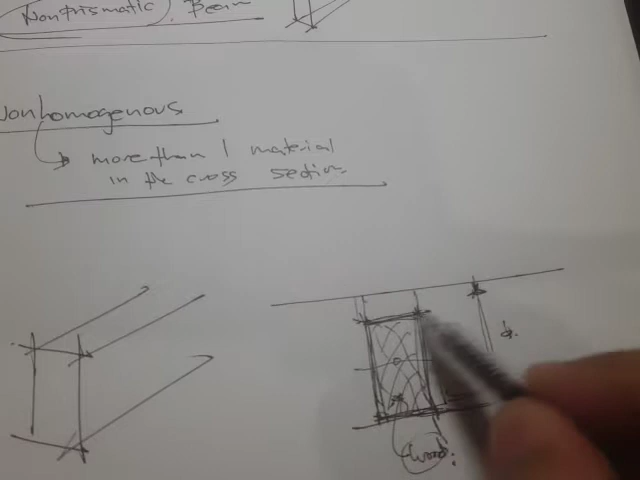 Nonprismatic, Beam
Nonhomogenous
more than 1 material
in the cross section.
d.
wood.